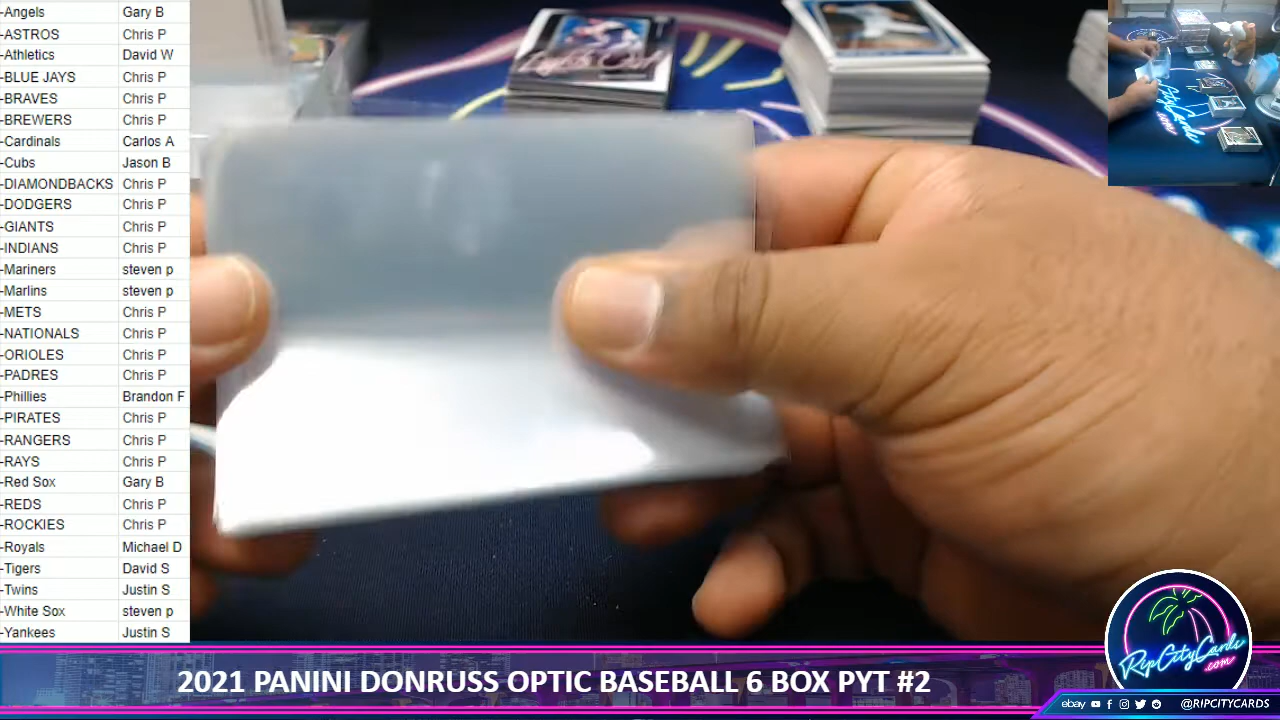 -Angels Gary B
-ASTROS Chris P
-Athletics David W
-BLUE JAYS Chris P
-BRAVES Chris P
-BREWERS Chris P
-Cardinals Carlos A
-Cubs Jason B
-DIAMONDBACKS Chris P
-DODGERS Chris P
-GIANTS Chris P
-INDIANS Chris P
-Mariners steven p
-Marlins steven p
-METS Chris P
-NATIONALS Chris P
-ORIOLES Chris P
-PADRES Chris P
-Phillies Brandon F
-PIRATES Chris P
-RANGERS Chris P
-RAYS Chris P
-Red Sox Gary B
-REDS Chris P
-ROCKIES Chris P
-Royals Michael D
-Tigers David S
-Twins Justin S
-White Sox steven p
-Yankees Justin S
RipCityCards
.com
2021 PANINI DONRUSS OPTIC BASEBALL 6 BOX PYT #2
ebay @RIPCITYCARDS